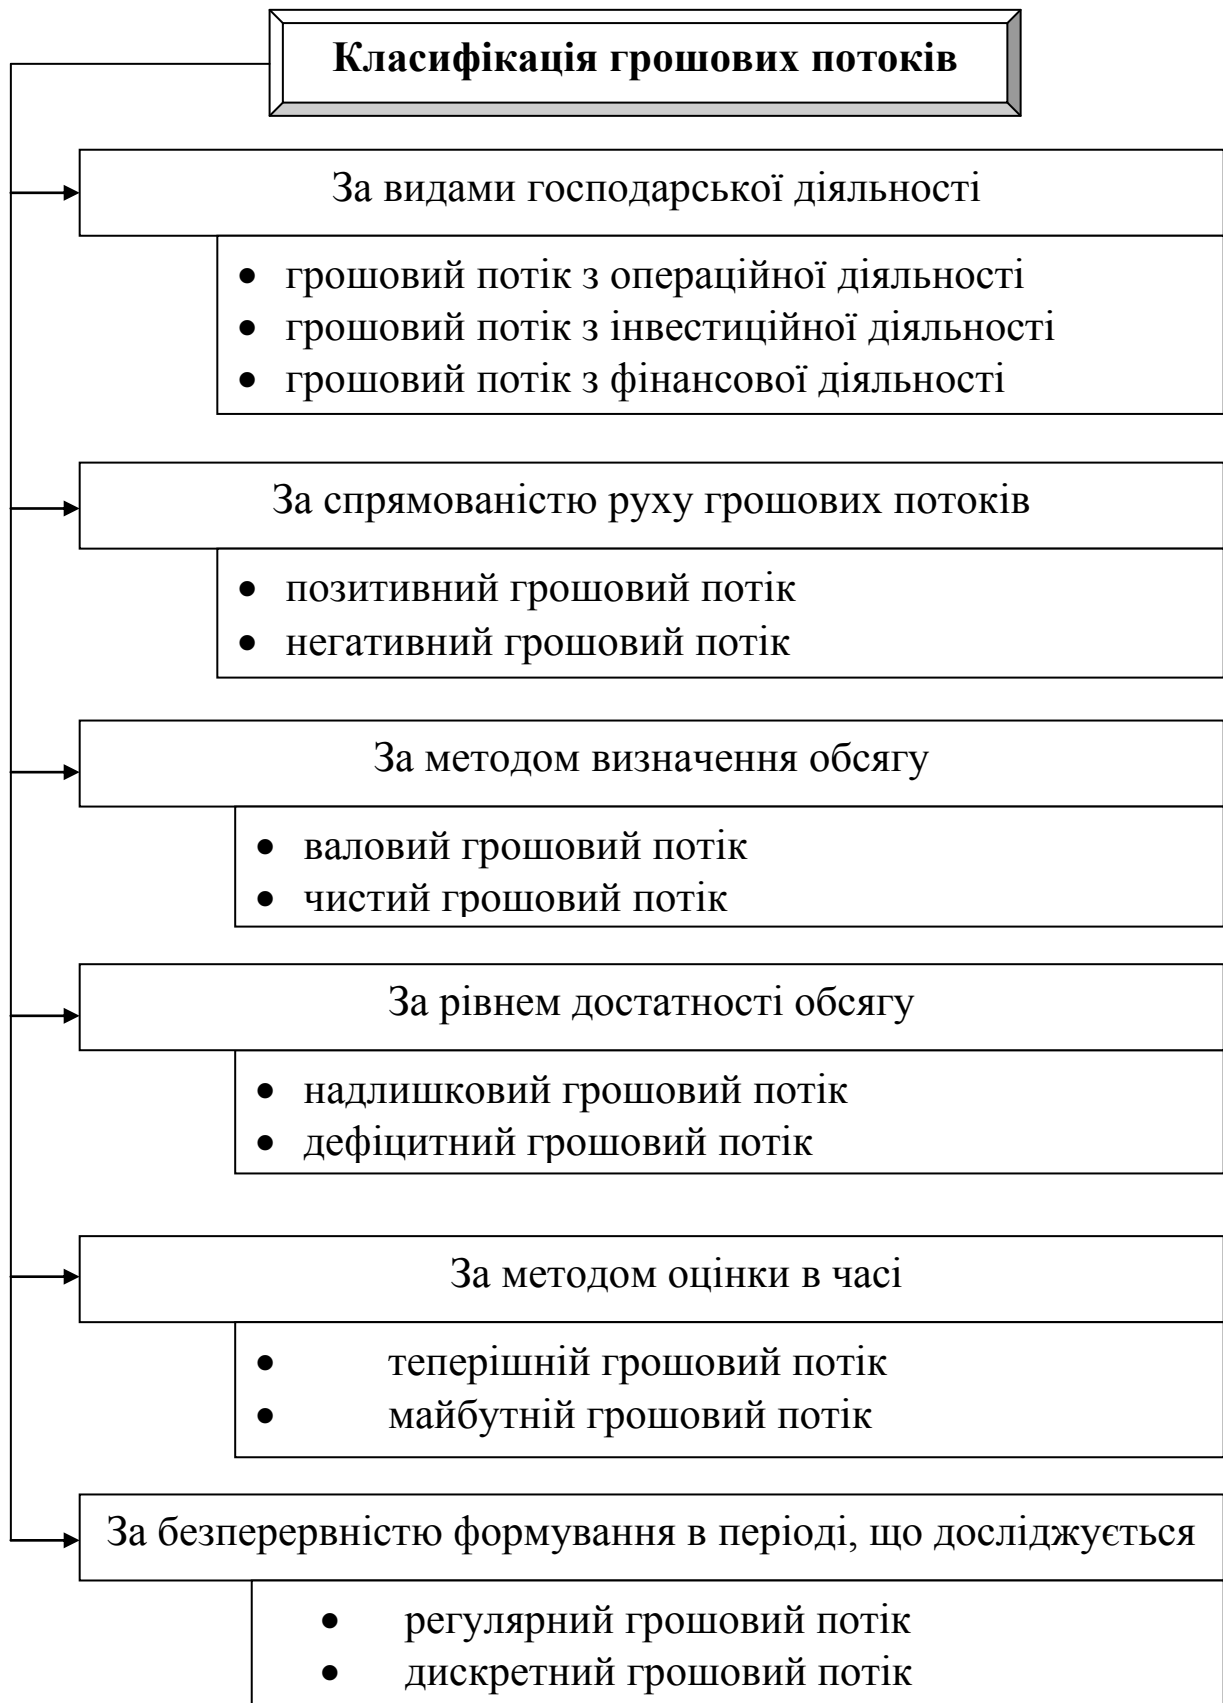 Класифікація грошових потоків
За видами господарської діяльності
• грошовий потік з операційної діяльності
• грошовий потік з інвестиційної діяльності
• грошовий потік з фінансової діяльності
За спрямованістю руху грошових потоків
• позитивний грошовий потік
• негативний грошовий потік
За методом визначення обсягу
• валовий грошовий потік
• чистий грошовий потік
За рівнем достатності обсягу
• надлишковий грошовий потік
• дефіцитний грошовий потік
За методом оцінки в часі
• теперішній грошовий потік
• майбутній грошовий потік
За безперервністю формування в періоді, що досліджується
• регулярний грошовий потік
• дискретний грошовий потік